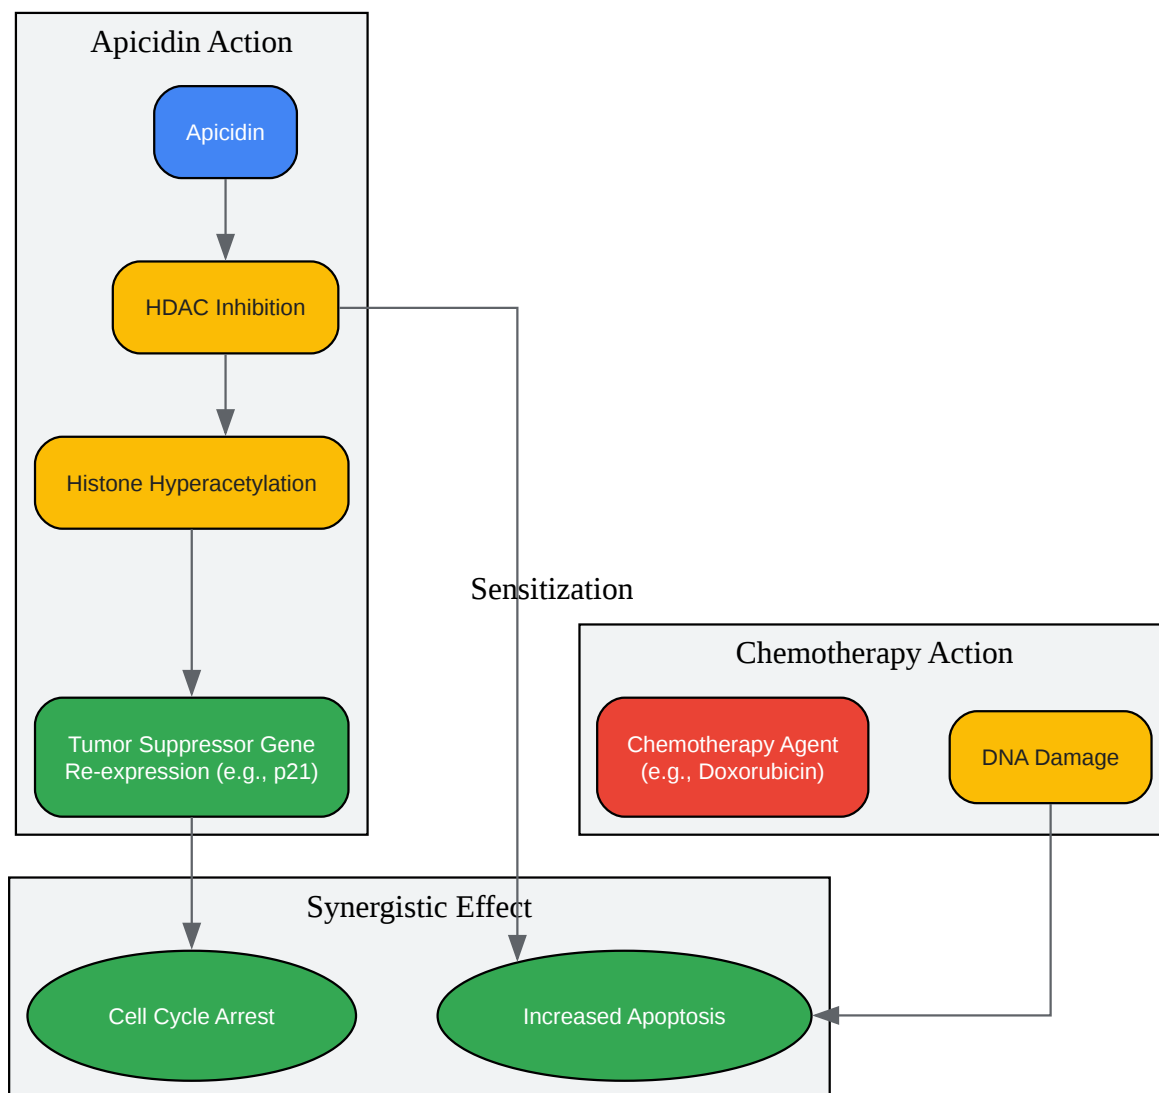 Apicidin Action
Apicidin
HDAC Inhibition
Histone Hyperacetylation
Sensitization
Chemotherapy Action
Tumor Suppressor Gene
Re-expression (e.g., p21)
Chemotherapy Agent
(e.g., Doxorubicin)
DNA Damage
Synergistic Effect
Cell Cycle Arrest
Increased Apoptosis